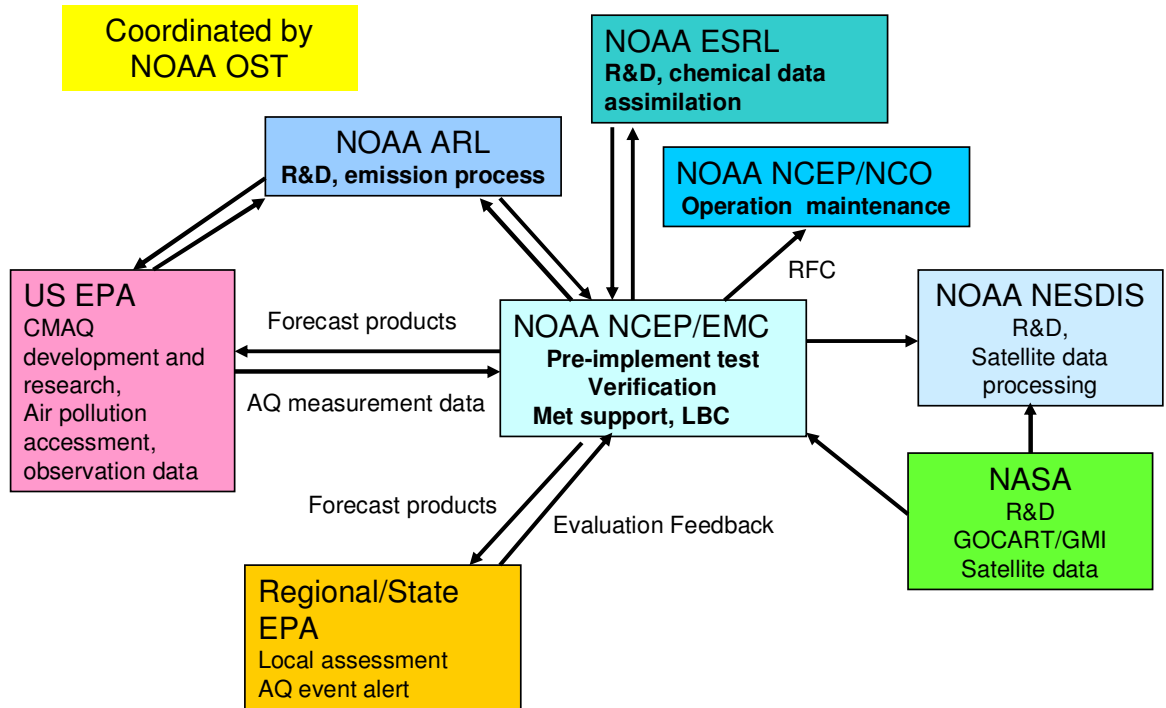 Coordinated by
NOAA OST
NOAA ESRL
R&D, chemical data
assimilation
NOAA ARL
R&D, emission process
NOAA NCEP/NCO
Operation maintenance
RFC
US EPA
CMAQ
development and
research,
Air pollution
accessment,
observation data
Forecast products
AQ measurement data
NOAA NCEP/EMC
Pre-implement test
Verification
Met support, LBC
NOAA NESDIS
R&D,
Satellite data
processing
NASA
R&D
GOCART/GMI
Satellite data
Forecast products
Evaluation Feedback
Regional/State
EPA
Local assessment
AQ event alert